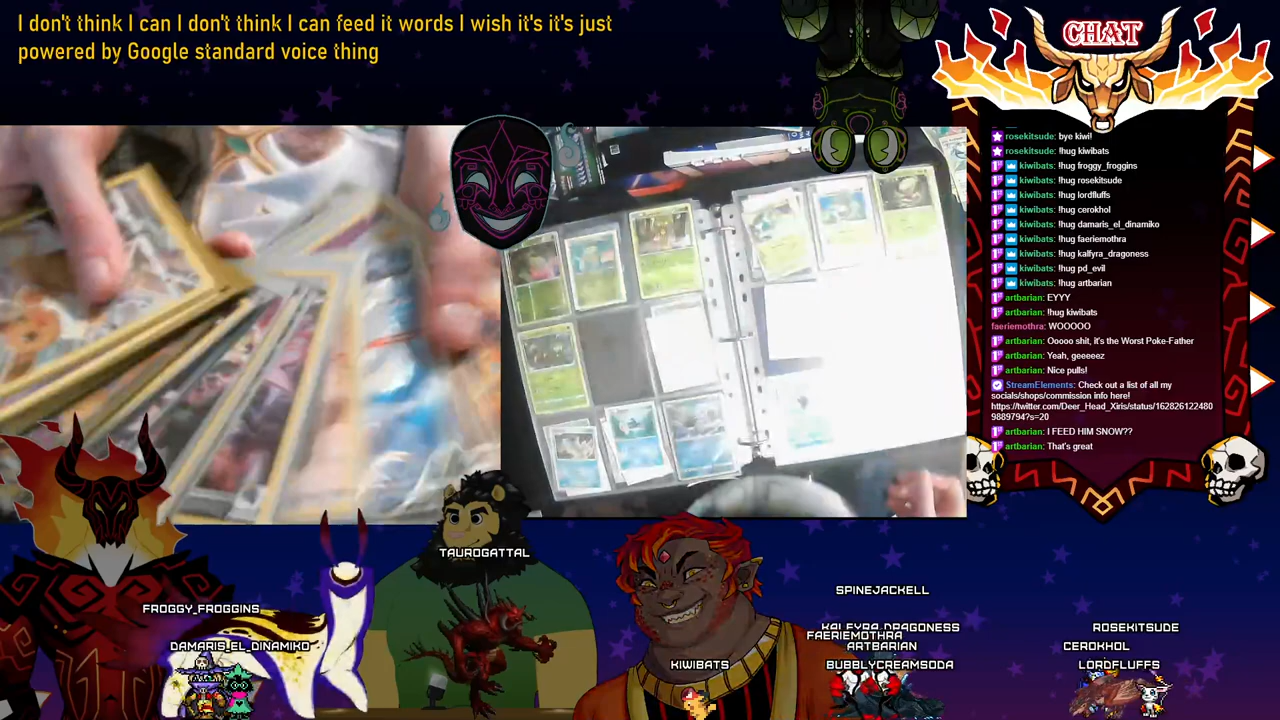 I don't think I can I don't think I can feed it words I wish it's it's just
powered by Google standard voice thing
CHAT
rosekitsude: bye kiwi!
rosekitsude: !hug kiwibats
kiwibats: !hug froggy_froggins
kiwibats: !hug rosekitsude
kiwibats: !hug lordfluffs
kiwibats: !hug cerokhol
kiwibats: !hug damaris_el_dinamiko
kiwibats: !hug faeriemothra
kiwibats: !hug kalfyra_dragoness
kiwibats: !hug pd_evil
kiwibats: !hug artbarian
artbarian: EYYY
artbarian: !hug kiwibats
faeriemothra: WOOOOO
artbarian: Ooooo shit, it's the Worst Poke-Father
artbarian: Yeah, geeeeez
artbarian: Nice pulls!
StreamElements: Check out a list of all my
socials/shops/commission info here!
https://twitter.com/Deer_Head_Xiris/status/162826122480
9889794?s=20
artbarian: I FEED HIM SNOW??
artbarian: That's great
TAUROGATTAL
SPINEJACKELL
FROGGY_FROGGINS
KALFYRA_DRAGONESS
ROSEKITSUDE
FAERIEMOTHRA
DAMARIS_EL_DINAMIKO
ARTBARIAN
CEROKHOL
KIWIBATS
BUBBLYCREAMSODA
LORDFLUFFS